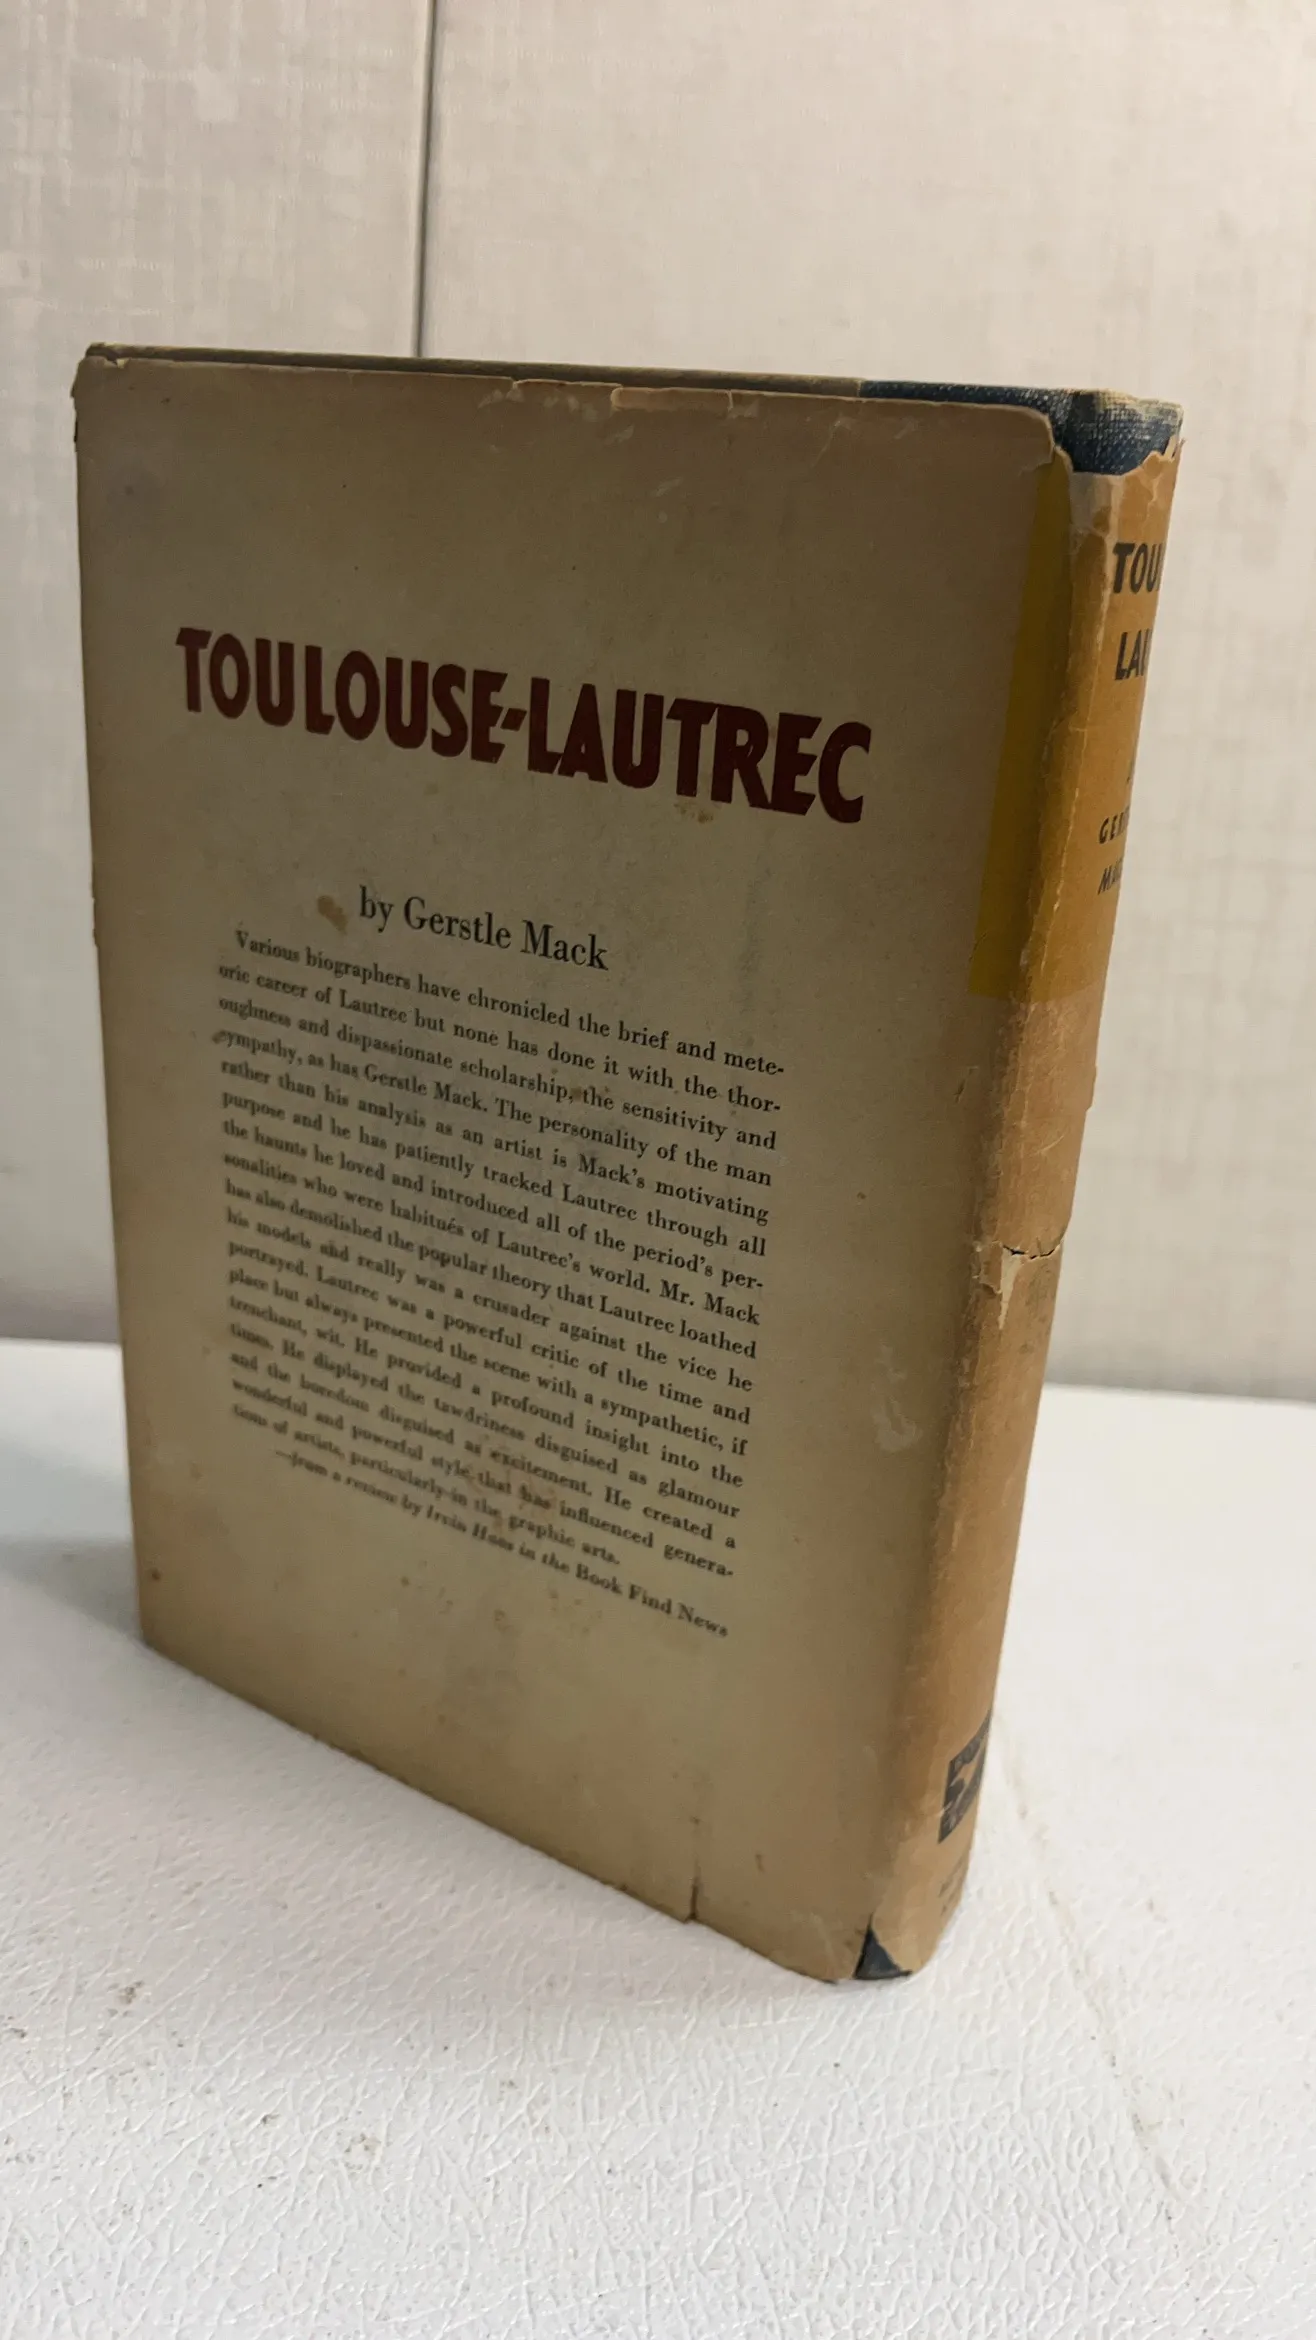 TOULOUSE-LAUTREC
by Gerstle Mack
Various biographers have chronicled the brief and mete-
oric career of Lautrec but none has done it with the thor-
oughness and dispassionate scholarship, the sensitivity and
sympathy, as has Gerstle Mack. The personality of the man
rather than his analysis as an artist is Mack's motivating
purpose and he has patiently tracked Lautrec through all
the haunts he loved and introduced all of the period's per-
sonalities who were habitués of Lautrec's world. Mr. Mack
has also demolished the popular theory that Lautrec loathed
his models and really was a crusader against the vice he
portrayed. Lautrec was a powerful critic of the time and
place but always presented the scene with a sympathetic, if
trenchant, wit. He provided a profound insight into the
times. He displayed the tawdriness disguised as glamour
and the boredom disguised as excitement. He created a
wonderful and powerful style that has influenced genera-
tions of artists, particularly in the graphic arts.
—from a review by Irvin Haas in the Book Find News
TOU
LAU
GERS
MAC